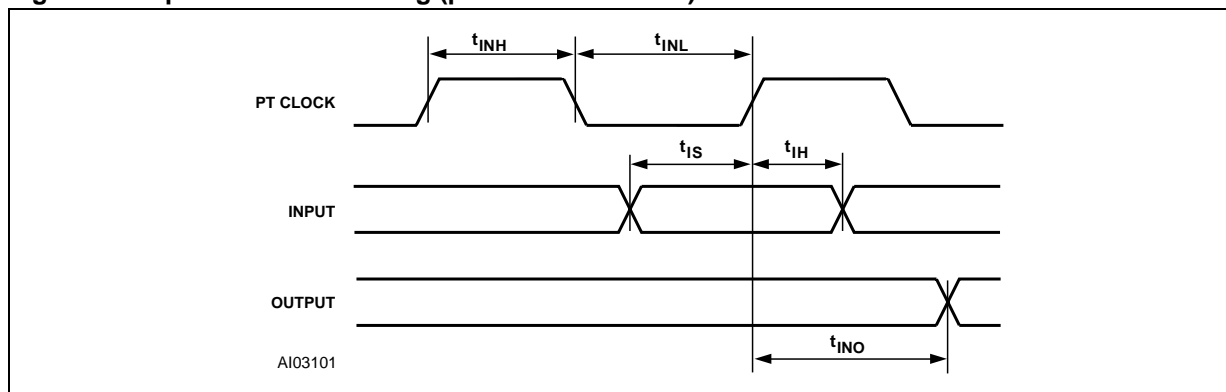 tINH tINL
PT CLOCK
tIS tIH
INPUT
OUTPUT
tINO
AI03101